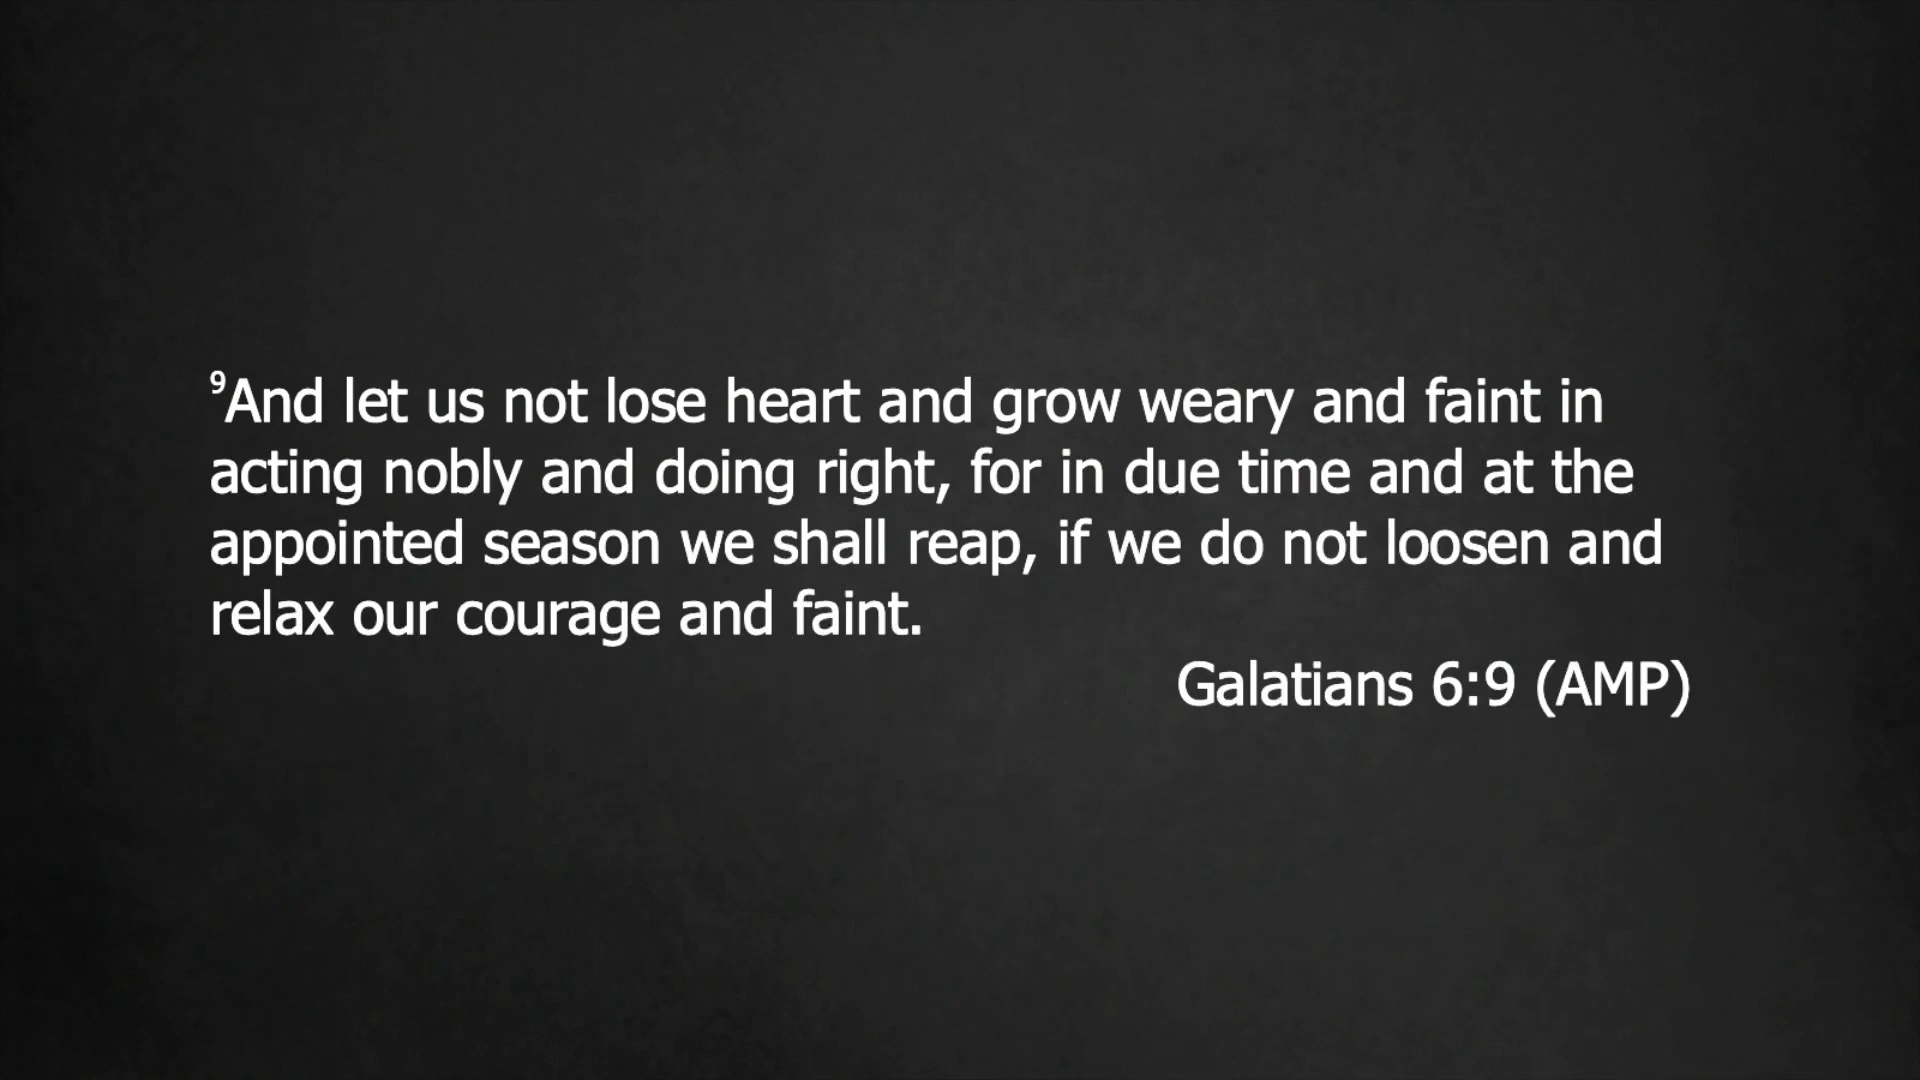 ⁹And let us not lose heart and grow weary and faint in
acting nobly and doing right, for in due time and at the
appointed season we shall reap, if we do not loosen and
relax our courage and faint.
Galatians 6:9 (AMP)